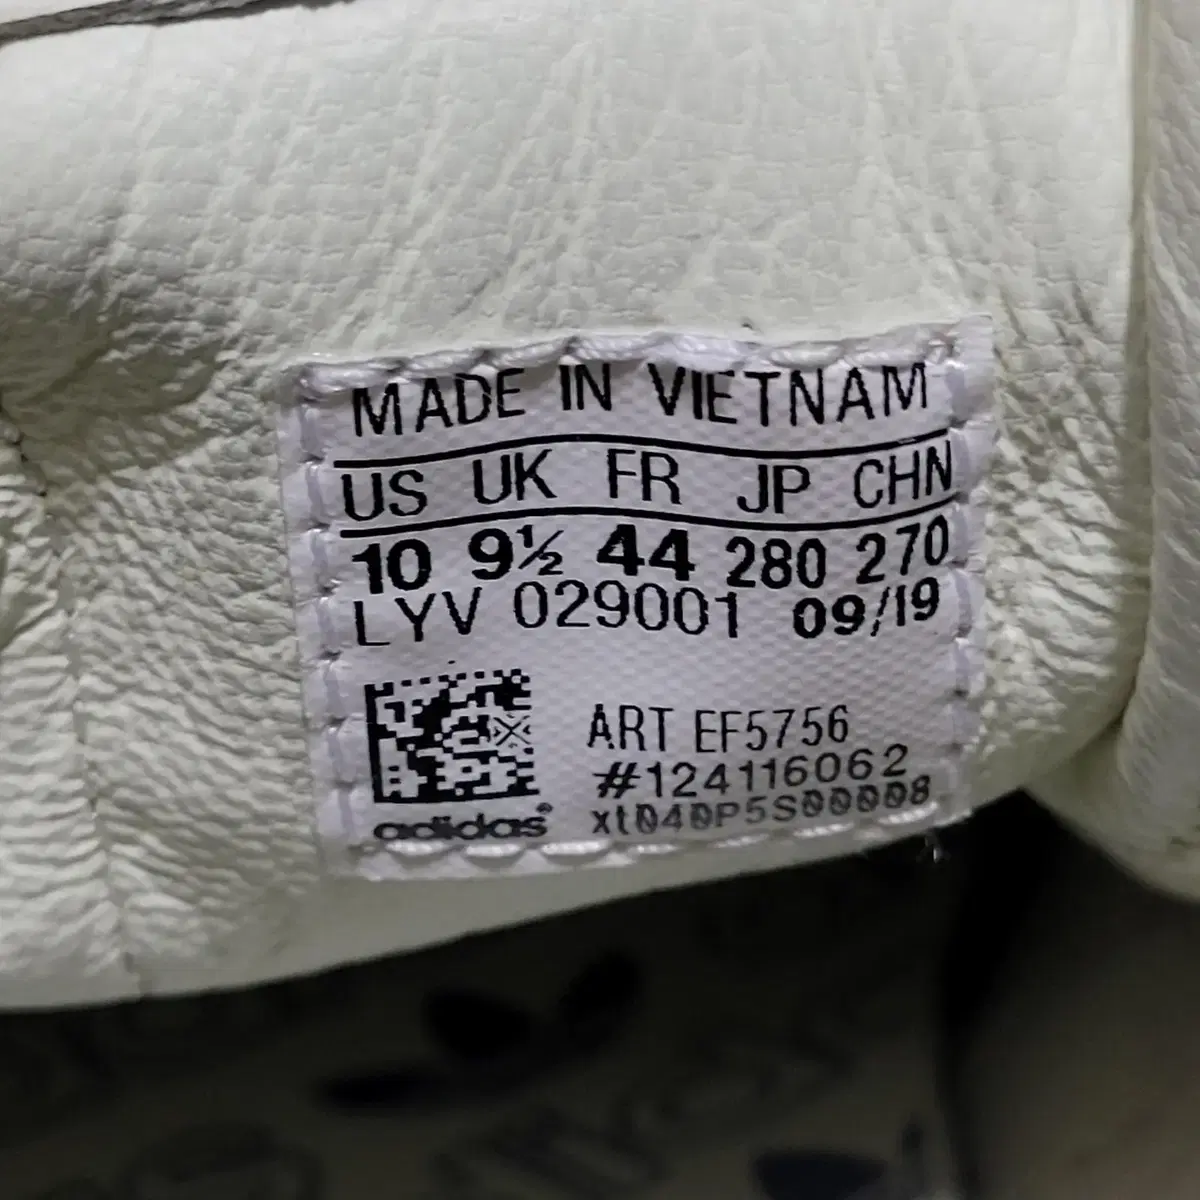 MADE IN VIETNAM
US UK FR JP CHN
10 9½ 44 280 270
LYV 029001 09/19
ART EF5756
#124116062
xt040P5S00008
adidas®